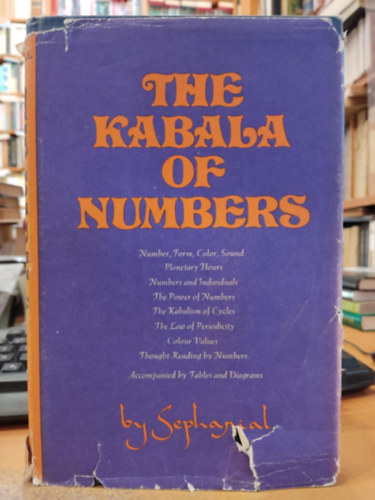 THE
KABALA
OF
NUMBERS
Number, Form, Color, Sound
Planetary Hours
Numbers and Individuals
The Power of Numbers
The Kabalism of Cycles
The Law of Periodicity
Colour Values
Thought-Reading by Numbers
Accompanied by Tables and Diagrams
by Sepharial